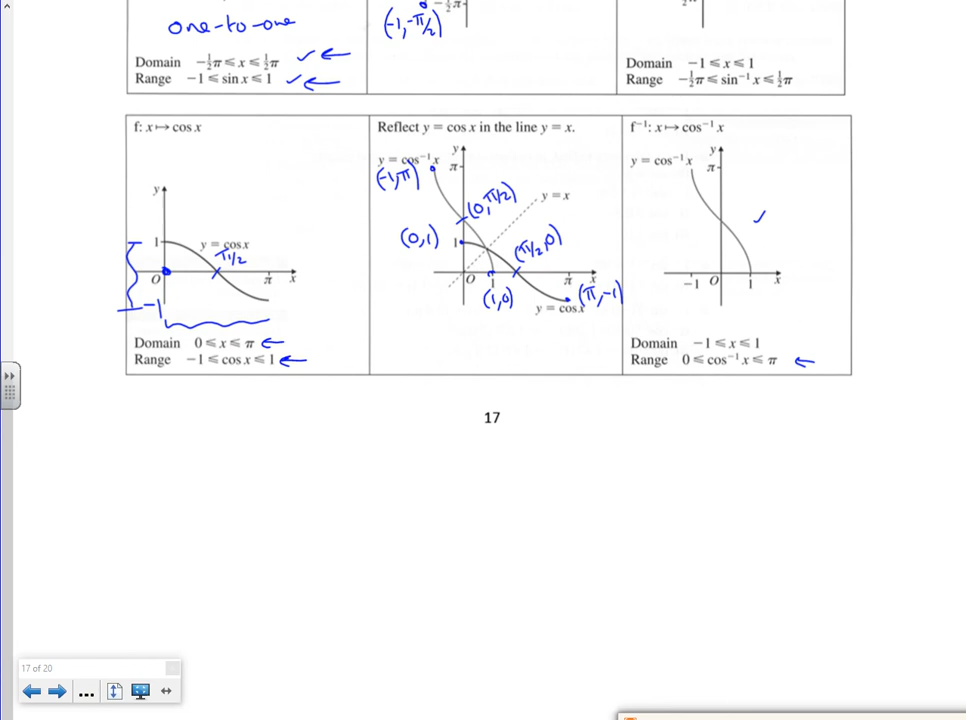 one-to-one
Domain −½π ⩽ x ⩽ ½π
Range −1 ⩽ sin x ⩽ 1
−½π
(-1, -π/2)
Domain −1 ⩽ x ⩽ 1
Range −½π ⩽ sin⁻¹ x ⩽ ½π
f: x ↦ cos x
y
1
y = cos x
π/2
O
π
x
-1
Domain 0 ⩽ x ⩽ π
Range −1 ⩽ cos x ⩽ 1
Reflect y = cos x in the line y = x.
y
y = cos⁻¹ x
π
(-1, π)
(0, π/2)
y = x
(0, 1)
1
(π/2, 0)
O
1
π
x
(1, 0)
(π, -1)
y = cos x
f⁻¹: x ↦ cos⁻¹ x
y
y = cos⁻¹ x
π
−1
O
1
x
Domain −1 ⩽ x ⩽ 1
Range 0 ⩽ cos⁻¹ x ⩽ π
17
17 of 20